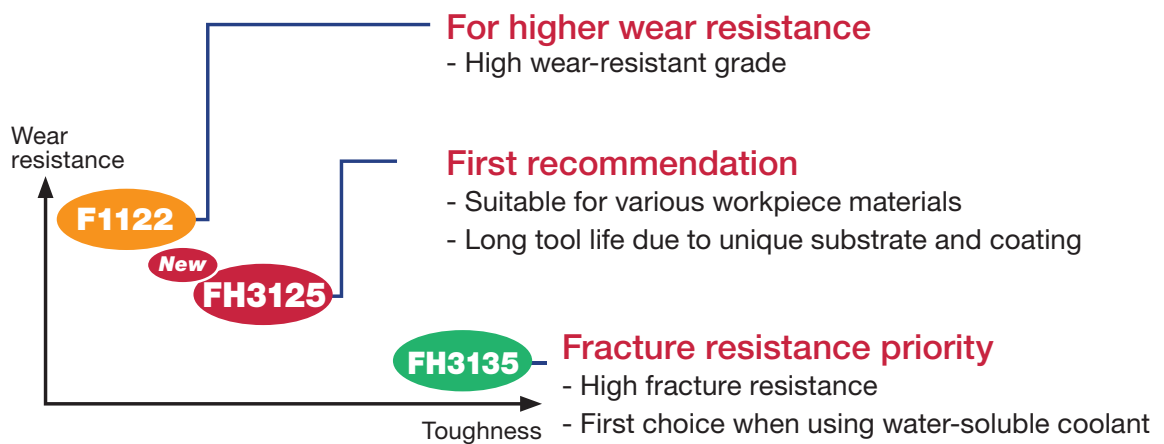 For higher wear resistance
- High wear-resistant grade
Wear
resistance
First recommendation
- Suitable for various workpiece materials
- Long tool life due to unique substrate and coating
F1122
New
FH3125
Fracture resistance priority
FH3135
- High fracture resistance
- First choice when using water-soluble coolant
Toughness